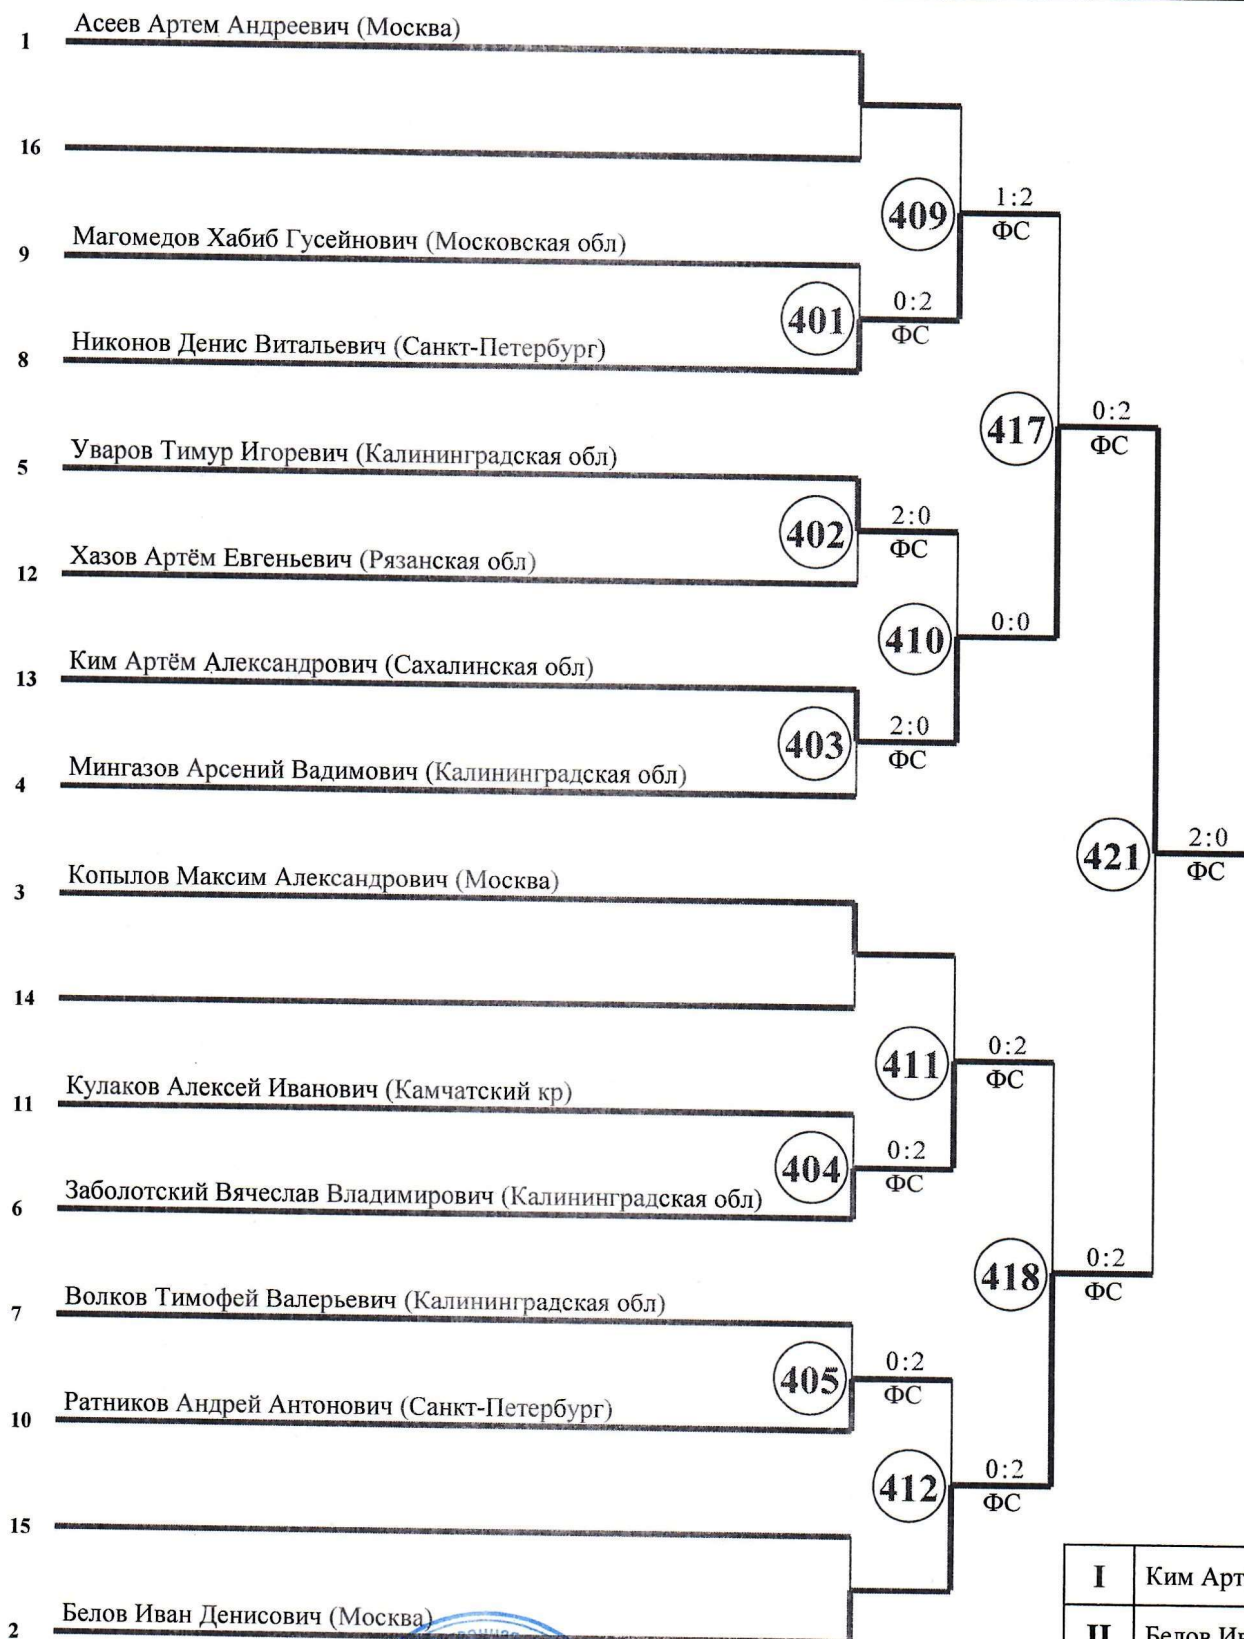 Асеев Артем Андреевич (Москва)
1
16
409
1:2
ФС
Магомедов Хабиб Гусейнович (Московская обл)
9
401
0:2
ФС
Никонов Денис Витальевич (Санкт-Петербург)
8
417
0:2
ФС
Уваров Тимур Игоревич (Калининградская обл)
5
402
2:0
ФС
Хазов Артём Евгеньевич (Рязанская обл)
12
410
0:0
Ким Артём Александрович (Сахалинская обл)
13
403
2:0
ФС
Мингазов Арсений Вадимович (Калининградская обл)
4
421
2:0
ФС
Копылов Максим Александрович (Москва)
3
14
411
0:2
ФС
Кулаков Алексей Иванович (Камчатский кр)
11
404
0:2
ФС
Заболотский Вячеслав Владимирович (Калининградская обл)
6
418
0:2
ФС
Волков Тимофей Валерьевич (Калининградская обл)
7
405
0:2
ФС
Ратников Андрей Антонович (Санкт-Петербург)
10
412
0:2
ФС
15
I Ким Арт
Белов Иван Денисович (Москва)
2
II Белов Ив